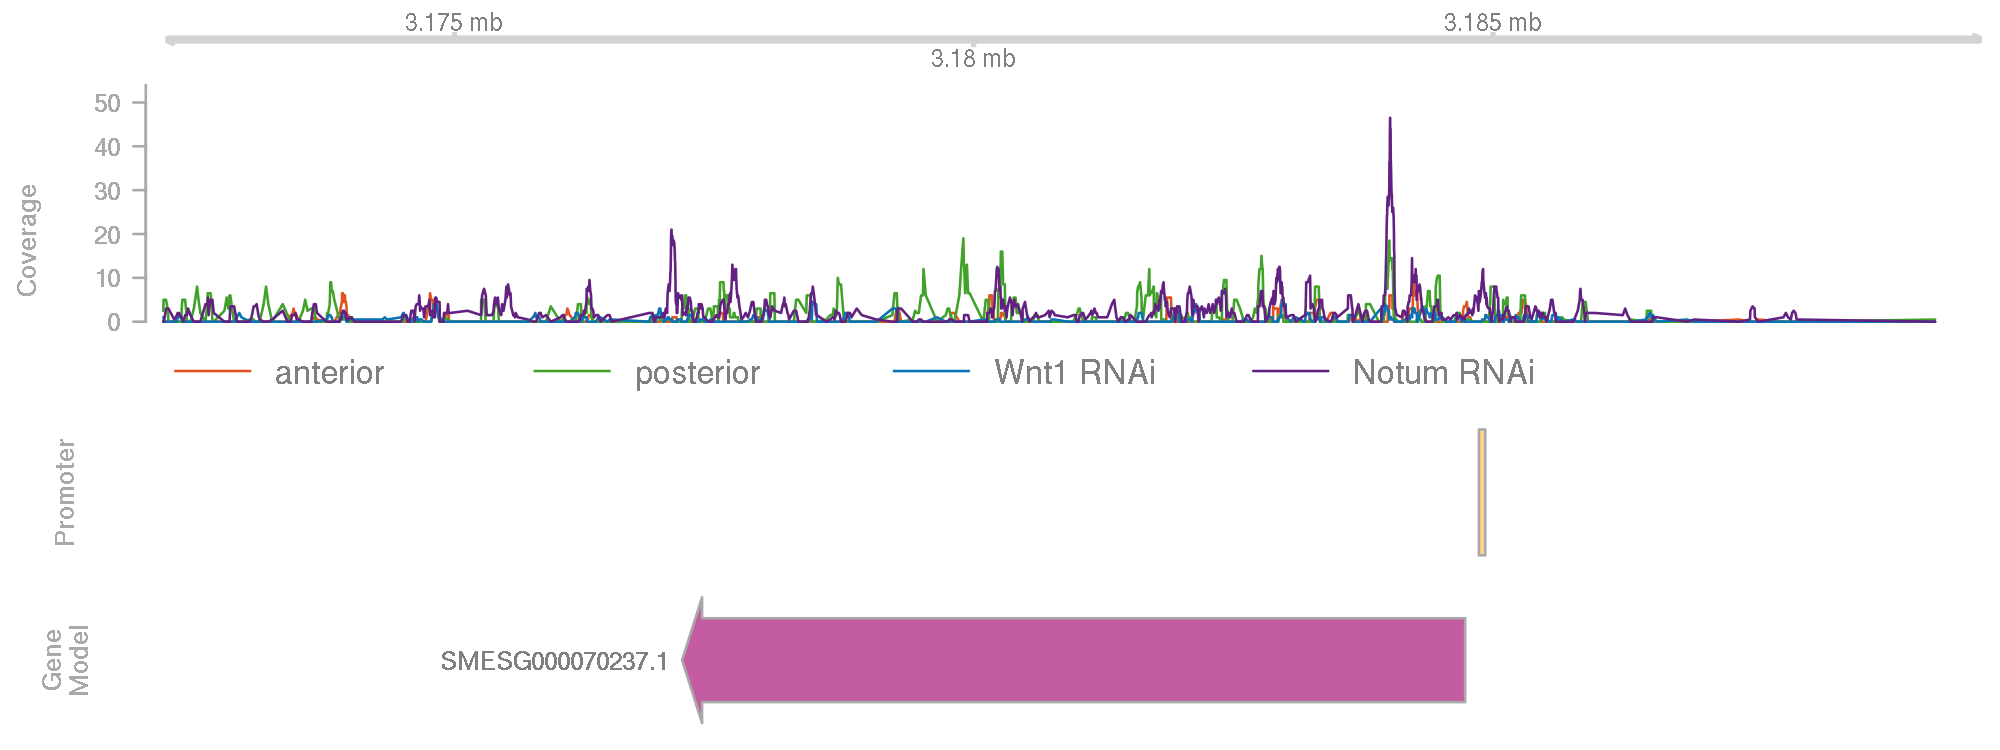 3.175 mb
3.185 mb
3.18 mb
Coverage
50
40
30
20
10
0
anterior
posterior
Wnt1 RNAi
Notum RNAi
Promoter
Gene
Model
SMESG000070237.1